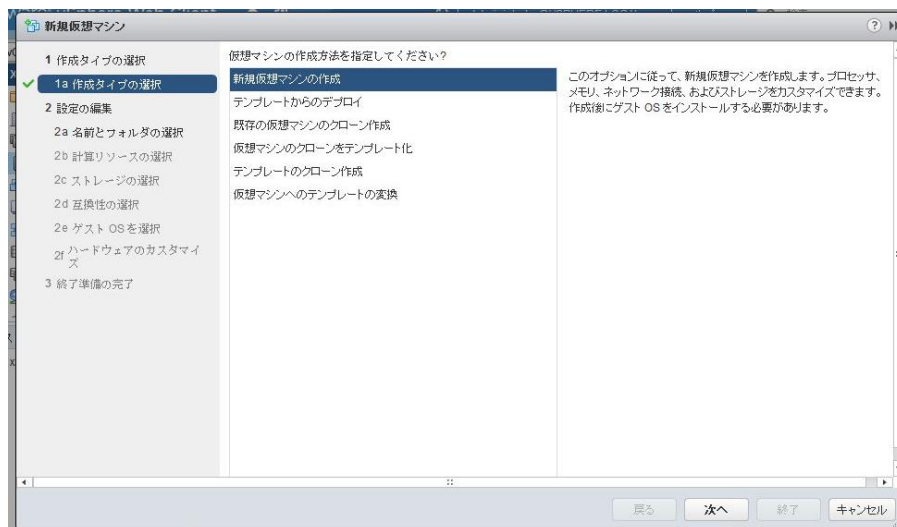 新規仮想マシン
?
1 作成タイプの選択
1a 作成タイプの選択
2 設定の編集
2a 名前とフォルダの選択
2b 計算リソースの選択
2c ストレージの選択
2d 互換性の選択
2e ゲスト OS を選択
2f ハードウェアのカスタマイ
ズ
3 終了準備の完了
仮想マシンの作成方法を指定してください?
新規仮想マシンの作成
テンプレートからのデプロイ
既存の仮想マシンのクローン作成
仮想マシンのクローンをテンプレート化
テンプレートのクローン作成
仮想マシンへのテンプレートの変換
このオプションに従って、新規仮想マシンを作成します。プロセッサ、
メモリ、ネットワーク接続、およびストレージをカスタマイズできます。
作成後にゲスト OS をインストールする必要があります。
戻る 次へ 終了 キャンセル